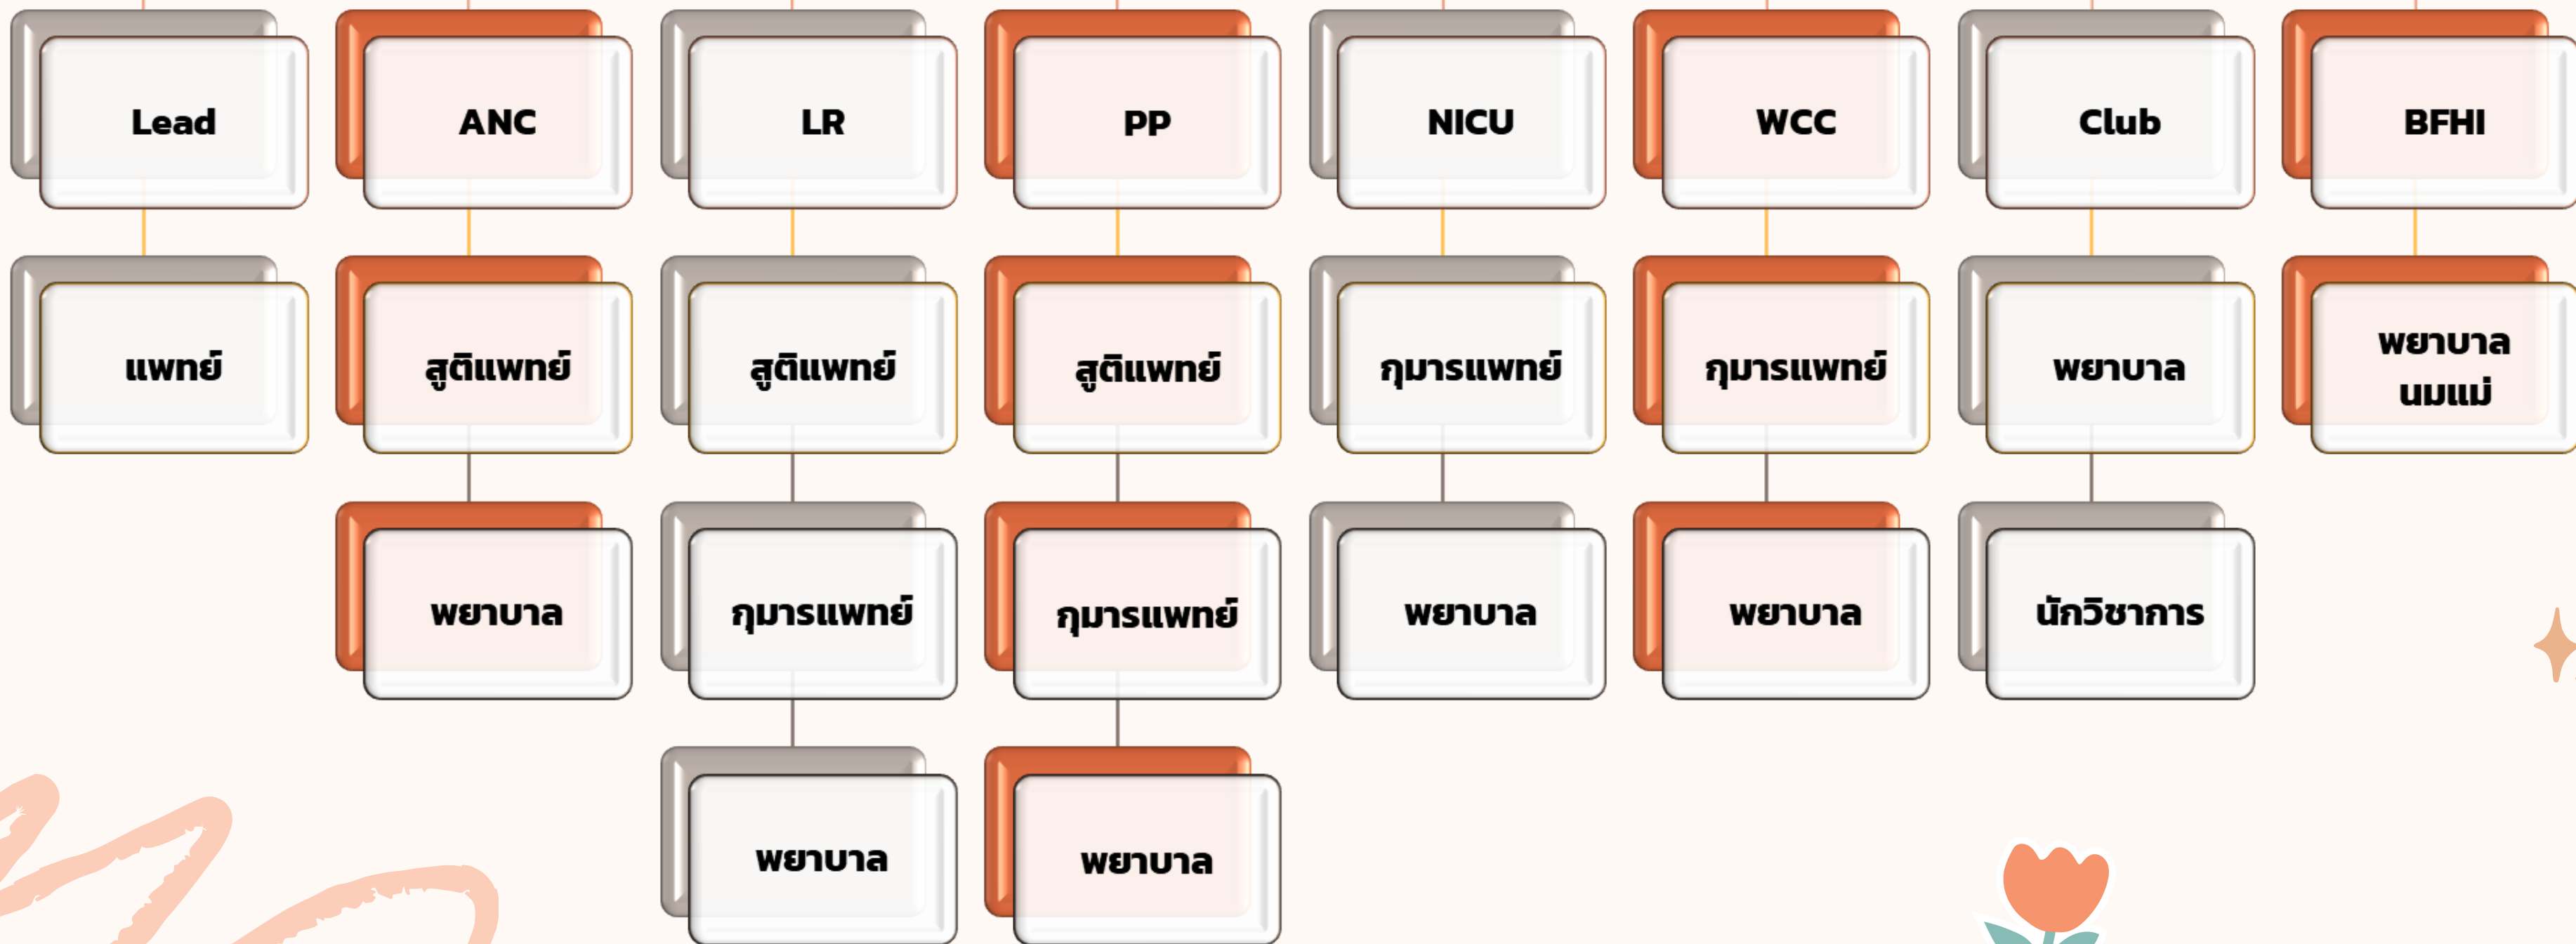 Lead
ANC
LR
PP
NICU
WCC
Club
BFHI
แพทย์
สูติแพทย์
สูติแพทย์
สูติแพทย์
กุมารแพทย์
กุมารแพทย์
พยาบาล
พยาบาล
นมแม่
พยาบาล
กุมารแพทย์
กุมารแพทย์
พยาบาล
พยาบาล
นักวิชาการ
พยาบาล
พยาบาล